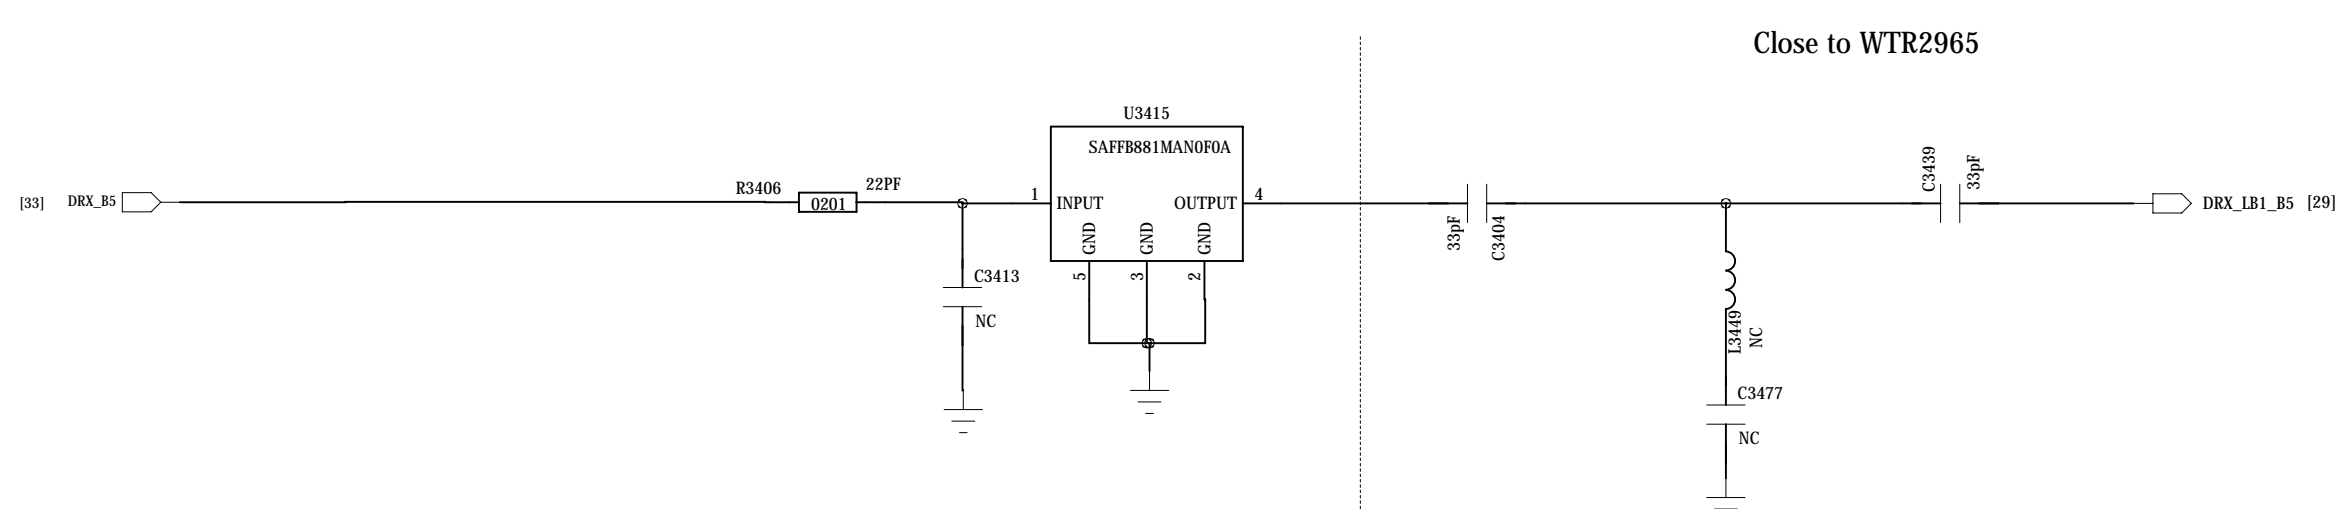 Close to WTR2965
U3415
SAFFB881MAN0F0A
[33] DRX_B5
R3406
0201
22PF
1
INPUT
OUTPUT
4
GND
GND
GND
5
3
2
C3413
NC
33pF
C3404
C3439
33pF
DRX_LB1_B5 [29]
L3449
NC
C3477
NC